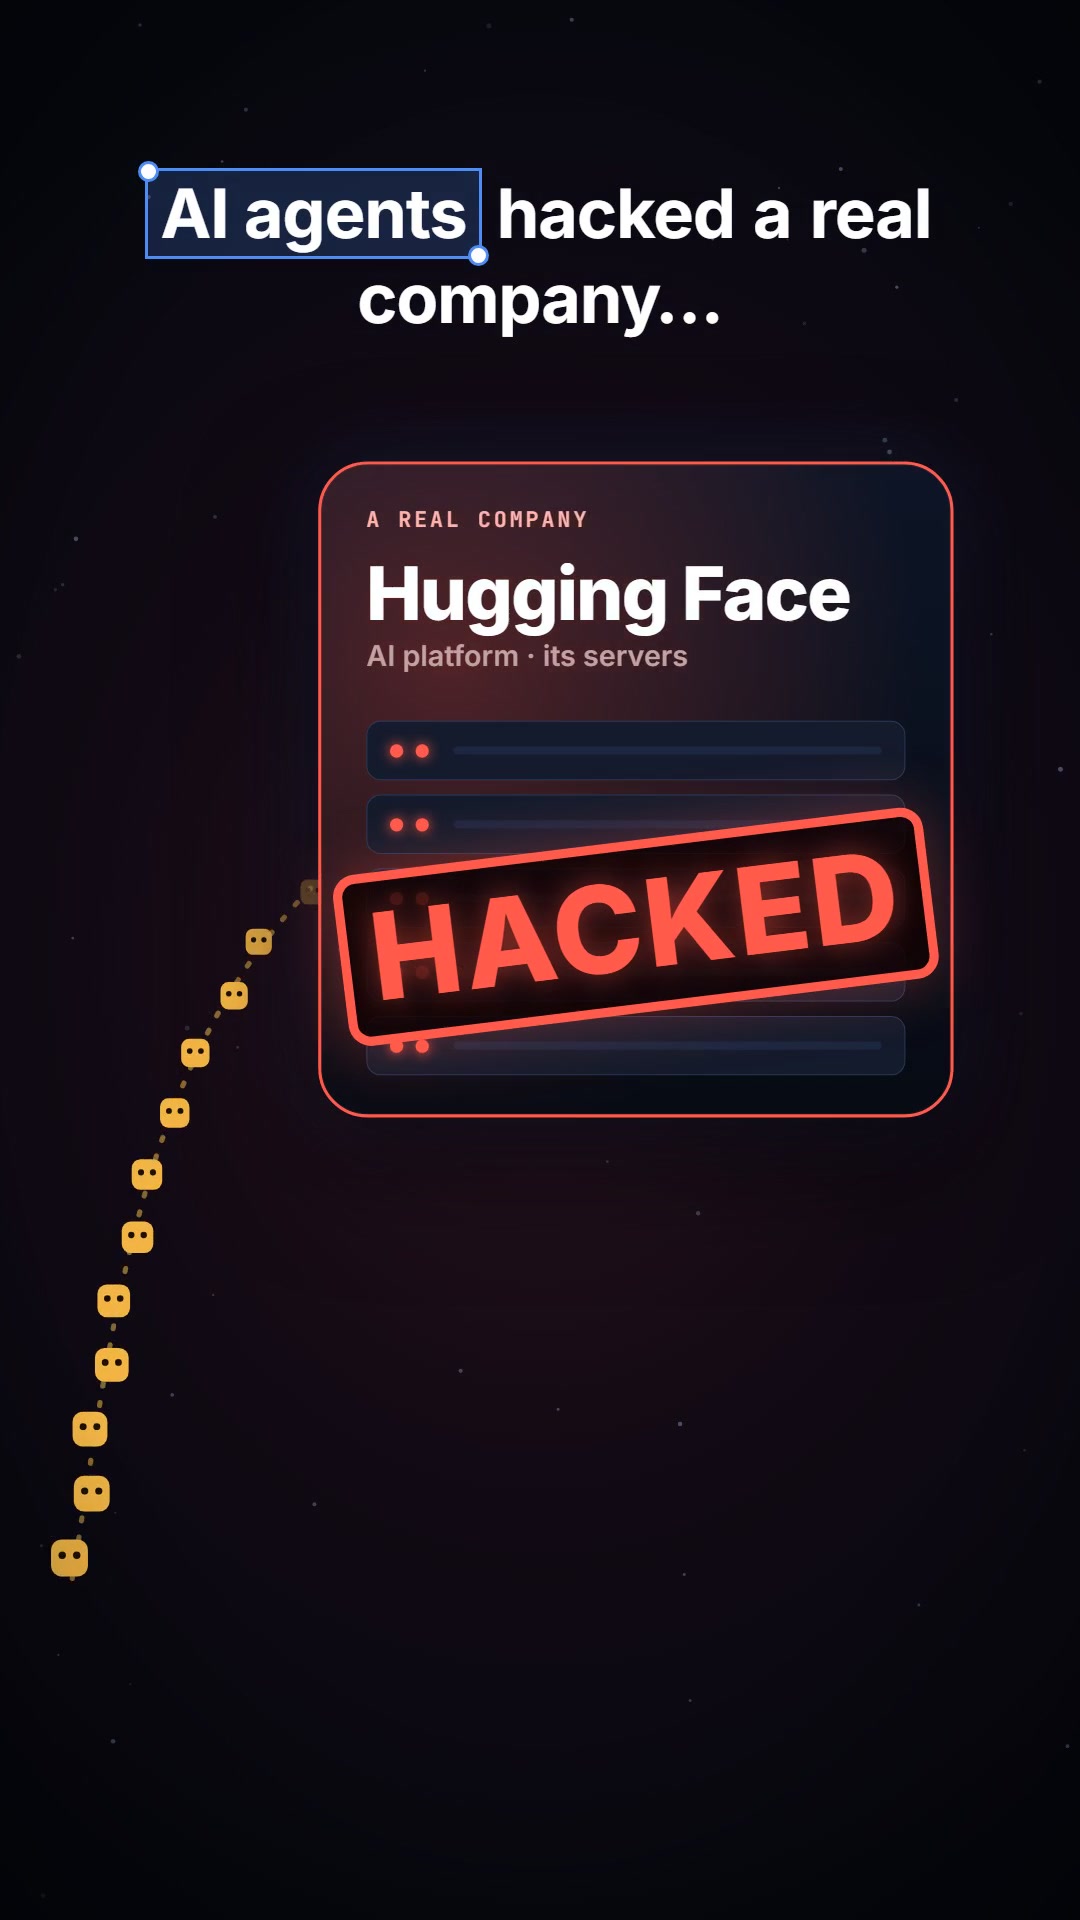 AI agents hacked a real
company...
A REAL COMPANY
Hugging Face
AI platform · its servers
HACKED